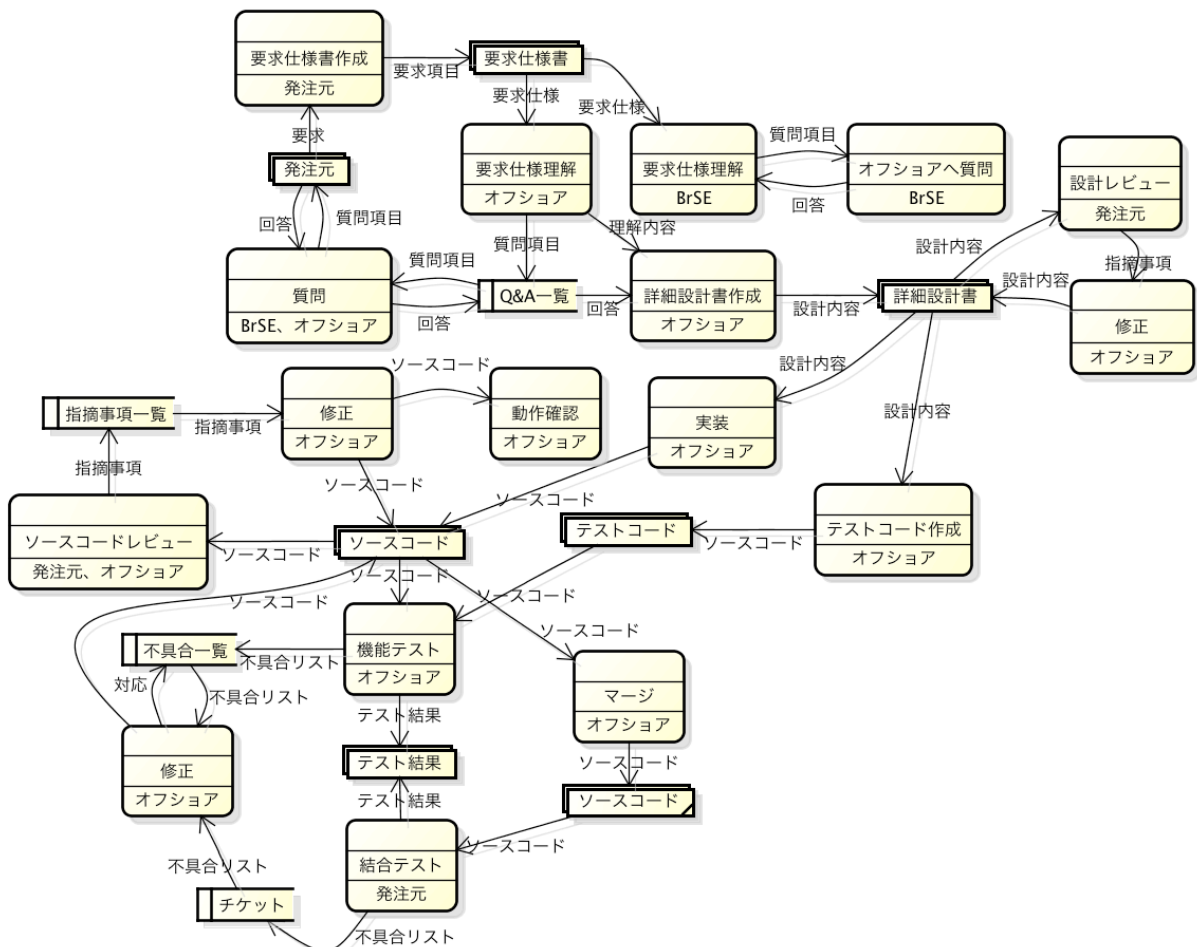 要求仕様書作成
発注元
要求項目
要求仕様書
要求仕様
要求仕様
要求
発注元
回答
質問項目
要求仕様理解
オフショア
要求仕様理解
BrSE
質問項目
回答
オフショアへ質問
BrSE
設計レビュー
発注元
質問
BrSE、オフショア
質問項目
回答
質問項目
Q&A一覧
理解内容
回答
詳細設計書作成
オフショア
設計内容
詳細設計書
設計内容
設計内容
指摘事項
修正
オフショア
指摘事項一覧
指摘事項
修正
オフショア
ソースコード
動作確認
オフショア
設計内容
実装
オフショア
設計内容
指摘事項
ソースコードレビュー
発注元、オフショア
ソースコード
ソースコード
ソースコード
ソースコード
テストコード
ソースコード
テストコード作成
オフショア
ソースコード
ソースコード
ソースコード
ソースコード
不具合一覧
不具合リスト
機能テスト
オフショア
対応
不具合リスト
マージ
オフショア
テスト結果
修正
オフショア
テスト結果
ソースコード
テスト結果
ソースコード
ソースコード
結合テスト
発注元
不具合リスト
チケット
不具合リスト